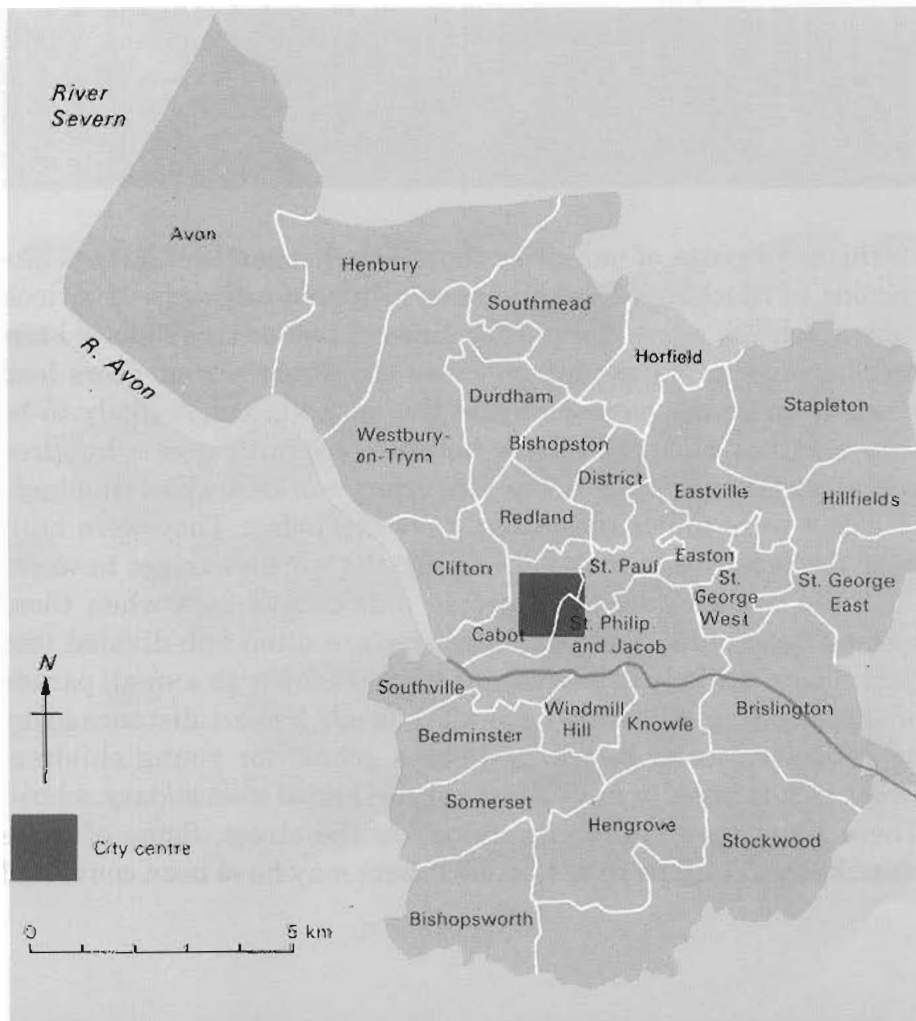 River
Severn
Avon
Henbury
Southmead
R. Avon
Horfield
Durdham
Stapleton
Westbury-
on-Trym
Bishopston
District
Eastville
Hillfields
Redland
Easton
Clifton
St. Paul
St.
George
West
St. George
East
Cabot
St. Philip
and Jacob
N
Southville
Windmill
Hill
Knowle
Brislington
Bedminster
Somerset
Hengrove
Stockwood
City centre
Bishopsworth
0 5 km